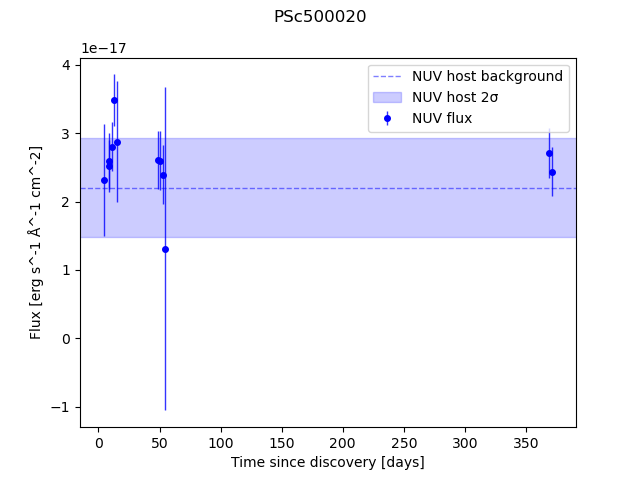 PSc500020
1e−17
NUV host background
NUV host 2σ
NUV flux
4
3
2
1
0
−1
Flux [erg s^-1 Å^-1 cm^-2]
0 50 100 150 200 250 300 350
Time since discovery [days]